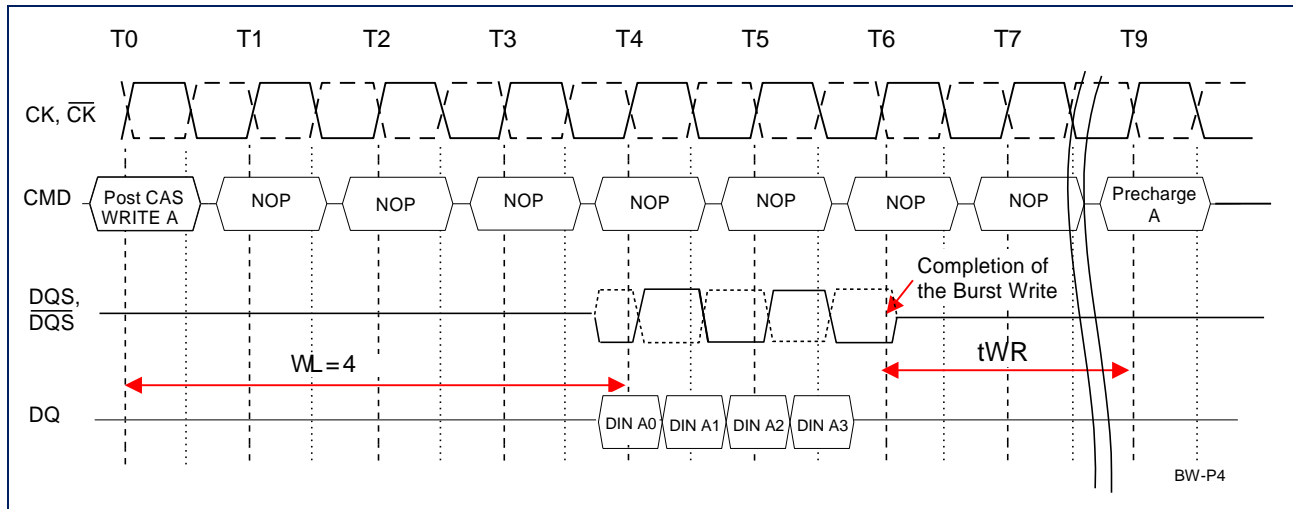 T0 T1 T2 T3 T4 T5 T6 T7 T9
CK, C̅K̅
CMD
Post CAS
WRITE A
NOP NOP NOP NOP NOP NOP NOP
Precharge
A
Completion of
the Burst Write
DQS,
D̅Q̅S̅
WL=4
tWR
DQ
DIN A0 DIN A1 DIN A2 DIN A3
BW-P4